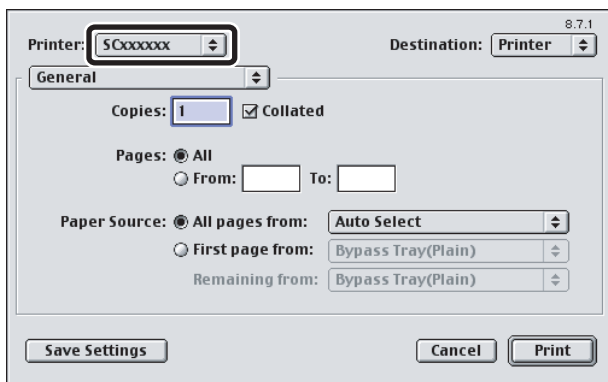 8.7.1
Printer: SCxxxxxx Destination: Printer
General
Copies: 1 Collated
Pages: All
From: To:
Paper Source: All pages from: Auto Select
First page from: Bypass Tray(Plain)
Remaining from: Bypass Tray(Plain)
Save Settings Cancel Print